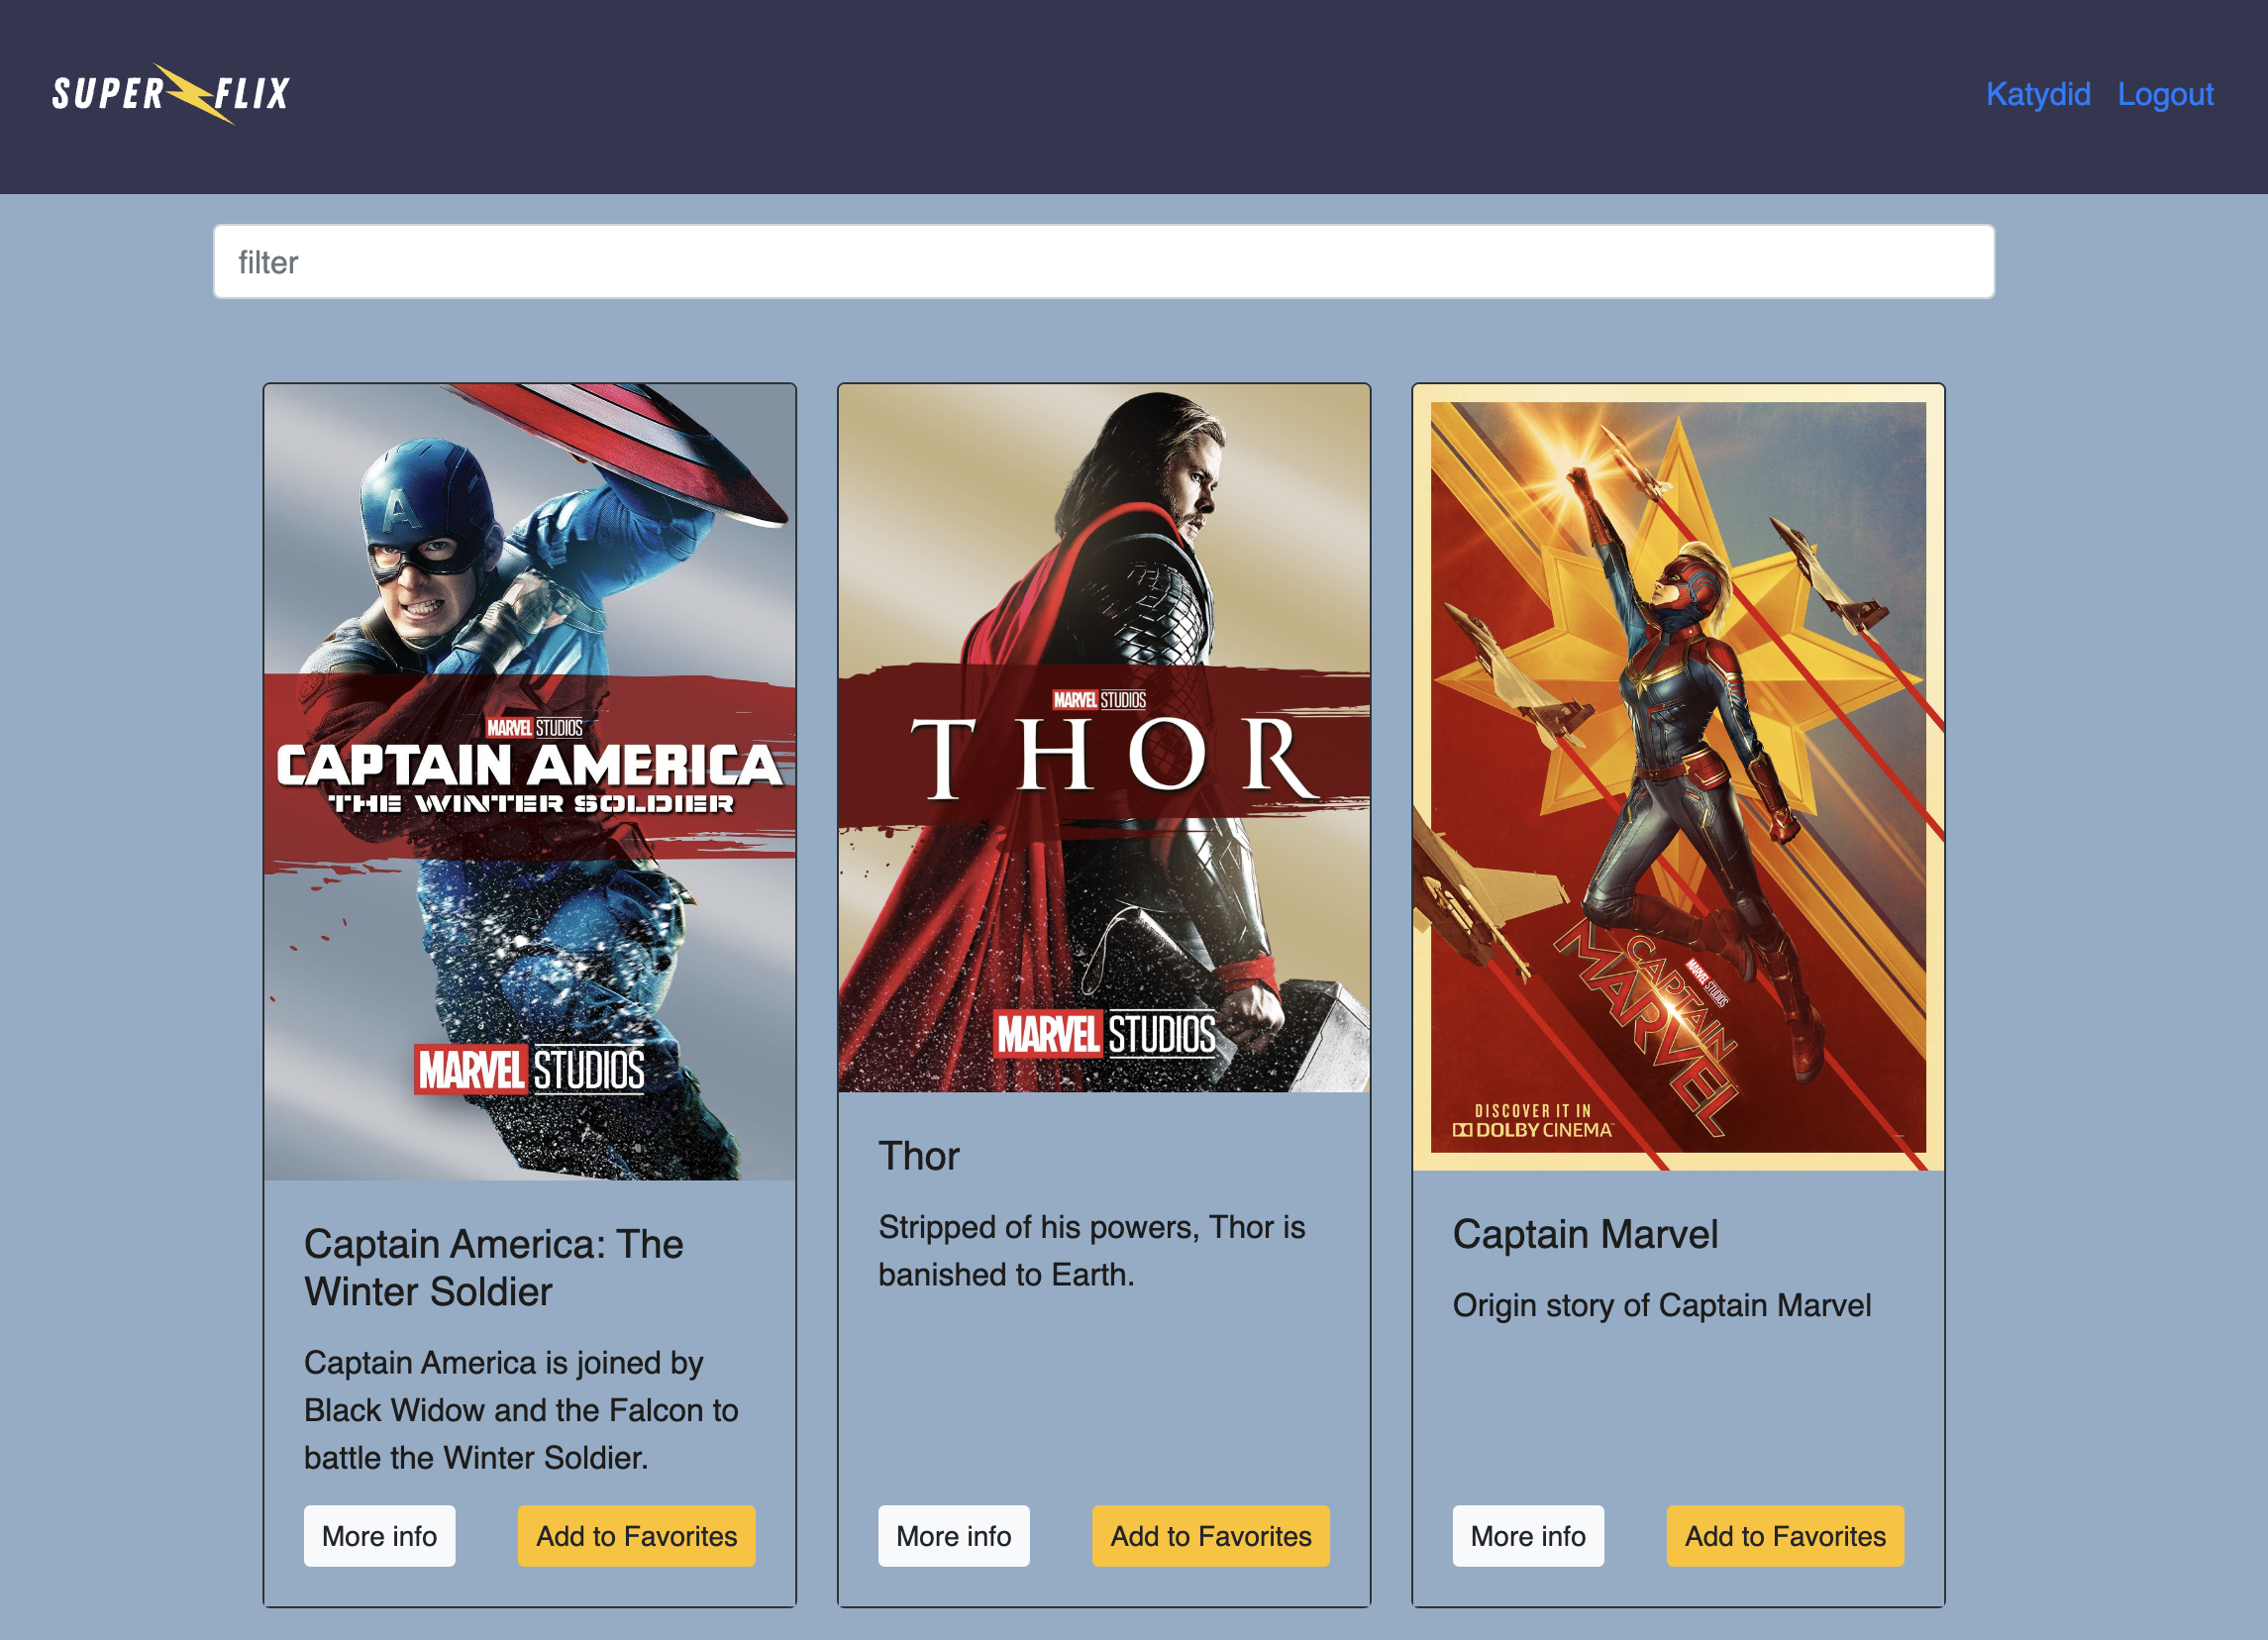 SUPER FLIX
Katydid Logout
filter
MARVEL STUDIOS
CAPTAIN AMERICA
THE WINTER SOLDIER
MARVEL STUDIOS
Captain America: The
Winter Soldier
Captain America is joined by
Black Widow and the Falcon to
battle the Winter Soldier.
More info Add to Favorites
MARVEL STUDIOS
THOR
MARVEL STUDIOS
Thor
Stripped of his powers, Thor is
banished to Earth.
More info Add to Favorites
MARVEL STUDIOS
CAPTAIN
MARVEL
DISCOVER IT IN
DOLBY CINEMA
Captain Marvel
Origin story of Captain Marvel
More info Add to Favorites